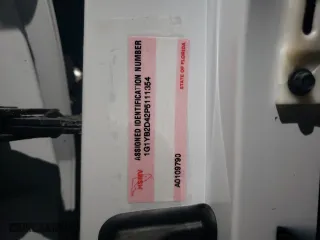 ASSIGNED IDENTIFICATION NUMBER
1G1YB2D42P5111354
STATE OF FLORIDA
A0109790